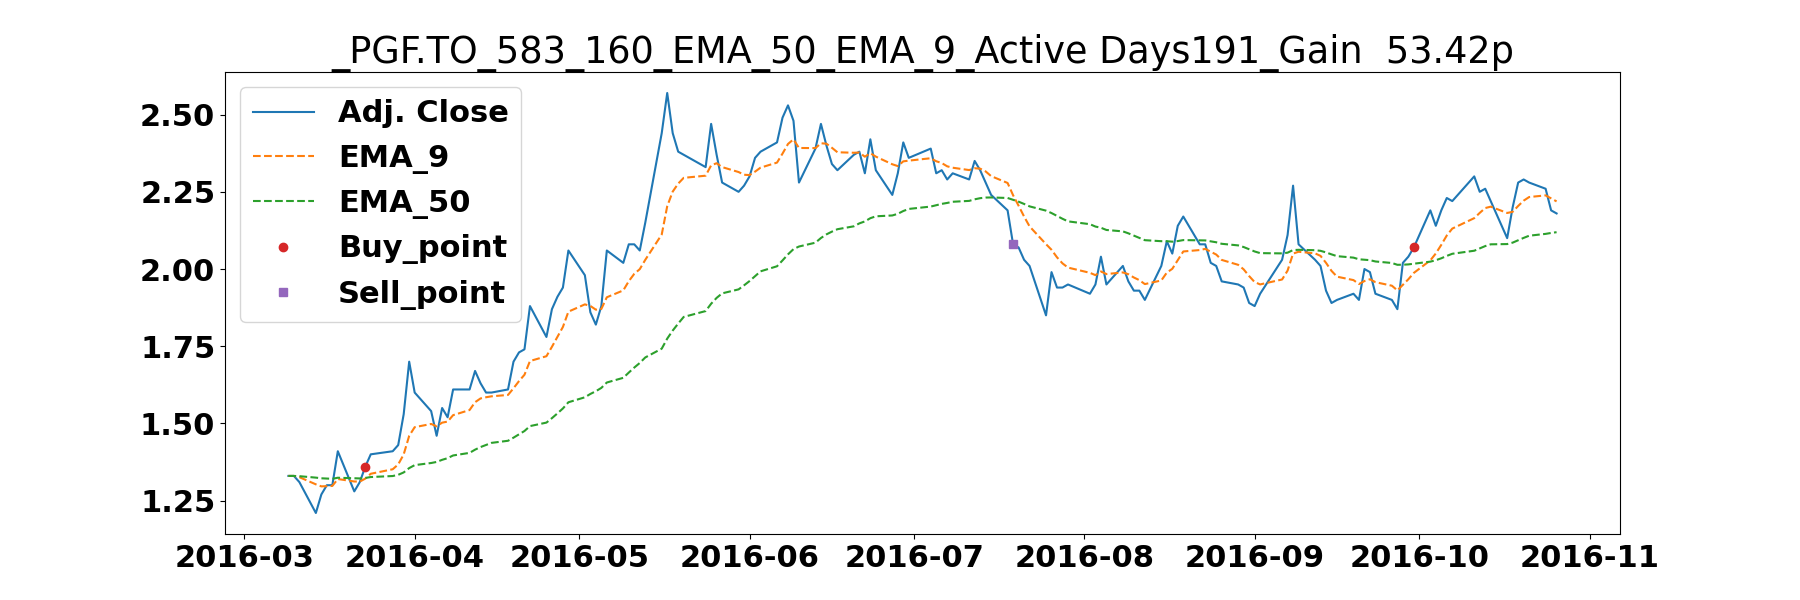 _PGF.TO_583_160_EMA_50_EMA_9_Active Days191_Gain  53.42p
Adj. Close
EMA_9
EMA_50
Buy_point
Sell_point
2.50
2.25
2.00
1.75
1.50
1.25
2016-03 2016-04 2016-05 2016-06 2016-07 2016-08 2016-09 2016-10 2016-11